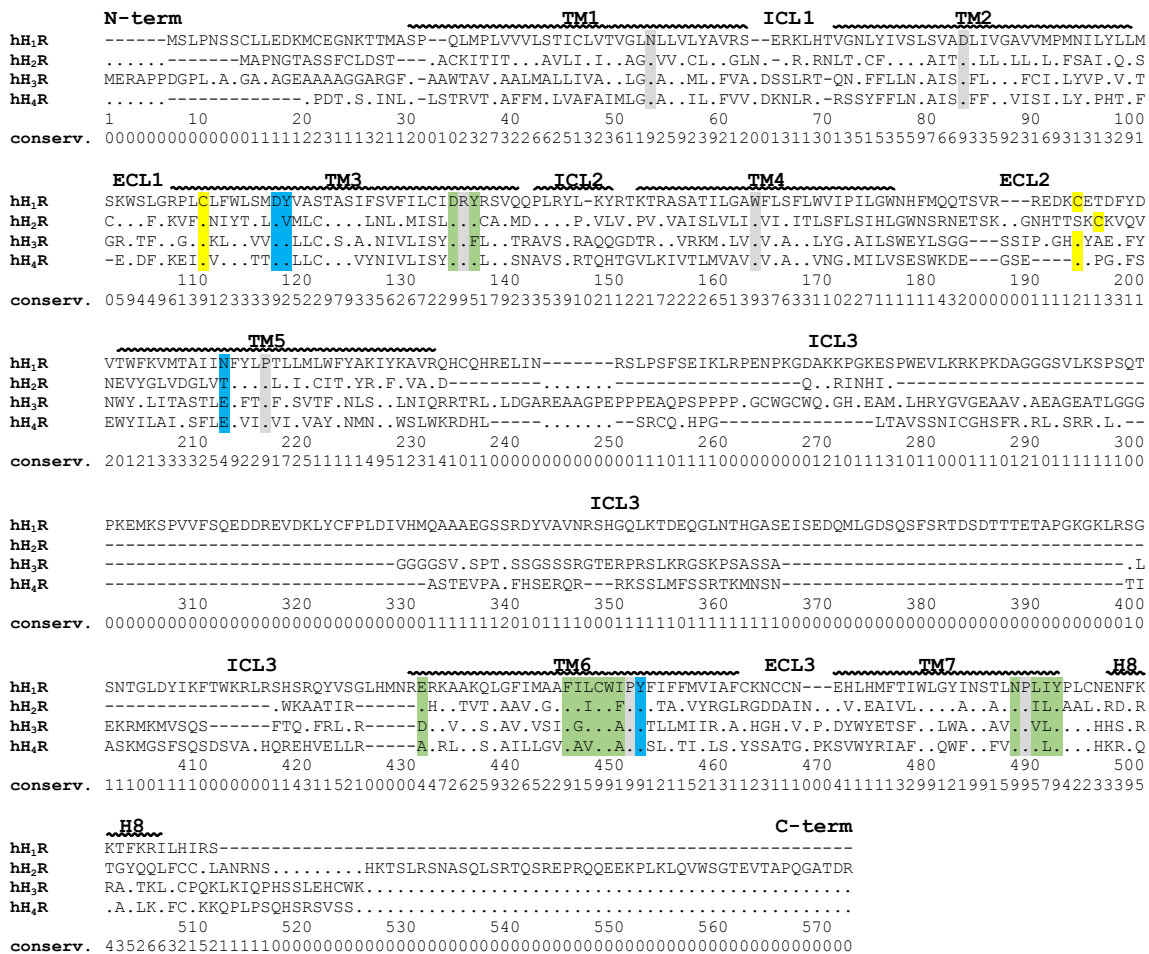 N-term TM1 ICL1 TM2
hH₁R ------MSLPNSSCLLEDKMCEGNKTTMASP--QLMPLVVVLSTICLVTVGLNLLVLYAVRS--ERKLHTVGNLYIVSLSVADLIVGAVVMPMNILYLLM
hH₂R ......-------MAPNGTASSFCLDST---ACKITIT...AVLI.I..AG.VV.CL..GLN.-.R.RNLT.CF....AIT.LLL.LL.L.FSAI.Q.S
hH₃R MERAPPDGPLA.GA.AGEAAAAGGARGF-AAWTAV.AALMALLIVA..LG.A..ML.FVA.DSSLRT-QN.FFLLN.AIS.FL...FCI.LYVP.V.T
hH₄R ......-------------.PDT.S.INL.-LSTRVT.AFFM.LVAFAIMLG.A..IL.FVV.DKNLR.-RSSYFFLN.AIS.FF..VISI.LY.PHT.F
1 10 20 30 40 50 60 70 80 90 100
conserv. 0000000000000011111223111321120010327322662513236119259239200131170135153597669335923169313132​91
ECL1 TM3 ICL2 TM4 ECL2
hH₁R SKWSLGRPLCLFWLSMDYVASTASIFSVFILCIDRYRSVQQPLRYL-KYRTKTRASATILGAWFLSFLWVIPILGWNHFMQQTSVR--REDKCETDFYD
hH₂R C...F.KVF.NIYT.L.VMLC....NL.MISL...CA.MD....P.VLV.PV.VAISLVLI.VI.ITLSFLSIHLGWNSRNETSK..GNHTTSKCKVQV
hH₃R GR.TF..G..KL..VV..LLC.S.A.NIVLISY..FL..TRAVS.RAQQGDTR..VRKM.LV.V.A..LYG.AILSWEYLSGG---SSIP.GH.YAE.FY
hH₄R -E.DF.KEI.V...TT..LLC...VYNIVLISY..L..SNAVS.RTQHTGVLKIVTLMVAV.V.A..VNG.MILVSESWKDE---GSE-----..PG.FS
110 120 130 140 150 160 170 180 190 200
conserv. 0594496139123333925229793356267229957923335539102101111172222651393763311022711111432000000111121173311
TM5 ICL3
hH₁R VTWFKVMTAIINFYLPTLLMLWFYAKIYKAVRQHCQHRELIN-------RSLPSFSEIKLRPENPKGDAKKPGKESPWEVLKRKPKDAGGGSVLKSPSQT
hH₂R NEVYGLVDGLVT....L.I.CIT.YR.F.VA.D---------.......------------------Q..RINHI.------------------------
hH₃R NWY.LITASTLE.FT.F.SVTF.NLS..LNIQRRTRL.LDGAREAAGPEPPPEAQPSPPPP.GCWGCWQ.GH.EAM.LHRYGVGEAAV.AEAGEATLGGG
hH₄R EWYILAI.SFLE.VI.VI.VAY.NMN..WSLWKRDHL---------.......--SRCQ.HPG------------LTAVSSNICGHSFR.RL.SRR.L.--
210 220 230 240 250 260 270 280 290 300
conserv. 2012133332549229172511111495123140110000000000000111100000000012102111310110001110121011111​1100
ICL3
hH₁R PKEMKSPVVFSQEDDREVDKLYCFPLDIVHMQAAAEGSSRDYVAVNRSHGQLKTDEQGLNTHGASEISEDQMLGDSQSFSRTDSDTTTETAPGKGKLRSG
hH₂R ----------------------------------------------------------------------------------------------------
hH₃R ----------------------------GGGGSV.SPT.SSGSSSRGTERPRSLKRGSKPSASSA---------------------------------.L
hH₄R -------------------------------ASTEVPA.FHSERQR---RKSSLMFSSRTKMNSN---------------------------------TI
310 320 330 340 350 360 370 380 390 400
conserv. 0000000000000000000000000000011111112010111110011111101111111110000000000000000000000000000000000010
ICL3 TM6 ECL3 TM7 H8
hH₁R SNTGLDYIKFTWKRLRSHSRQYVSGLHMNRERKAAKQLGFIMAAFILCWIPYFIFFMVIAFCKNCCN---EHLHMFTIWLGYINSTLNPLIYPLCNENFK
hH₂R -----------------.WKAATIR-----.H..TVT.AAV.G...I..F...TA.VYRGLRGDDAIN..V.EAIVL....A..A...IL.AAL.RD.R
hH₃R EKRMKMVSQS-----FTQ.FRL.R-----D..V..S.AV.VSI.G...A..TLLMIIR.A.HGH.V.P.DYWYETSF..LWA..AV..VL...HHS.R
hH₄R ASKMGSFSQSDSVA.HQREHVELLR-----A.RL..S.AILLGV.AV..A..SL.TI.LS.YSSATG.PKSVWYRIAF..QWF..FV..L....HKR.Q
410 420 430 440 450 460 470 480 490 500
conserv. 1110011110000000011431152100000447262593265229159919931231152131231110004111113299129915995794223​3395
H8 C-term
hH₁R KTFKRILHIRS------------------------------------------------------------
hH₂R TGYQQLFCC.LANRNS.........HKTSLRSNASQLSRTQSREPRQQEEKPLKLQVWSGTEVTAPQGATDR
hH₃R RA.TKL.CPQKLKIQPHSSLEHCWK...............................................
hH₄R .A.LK.FC.KKQPLPSQHSRSVSS................................................
510 520 530 540 550 560 570
conserv. 43526632152111110000000000000000000000000000000000000000000000000000000